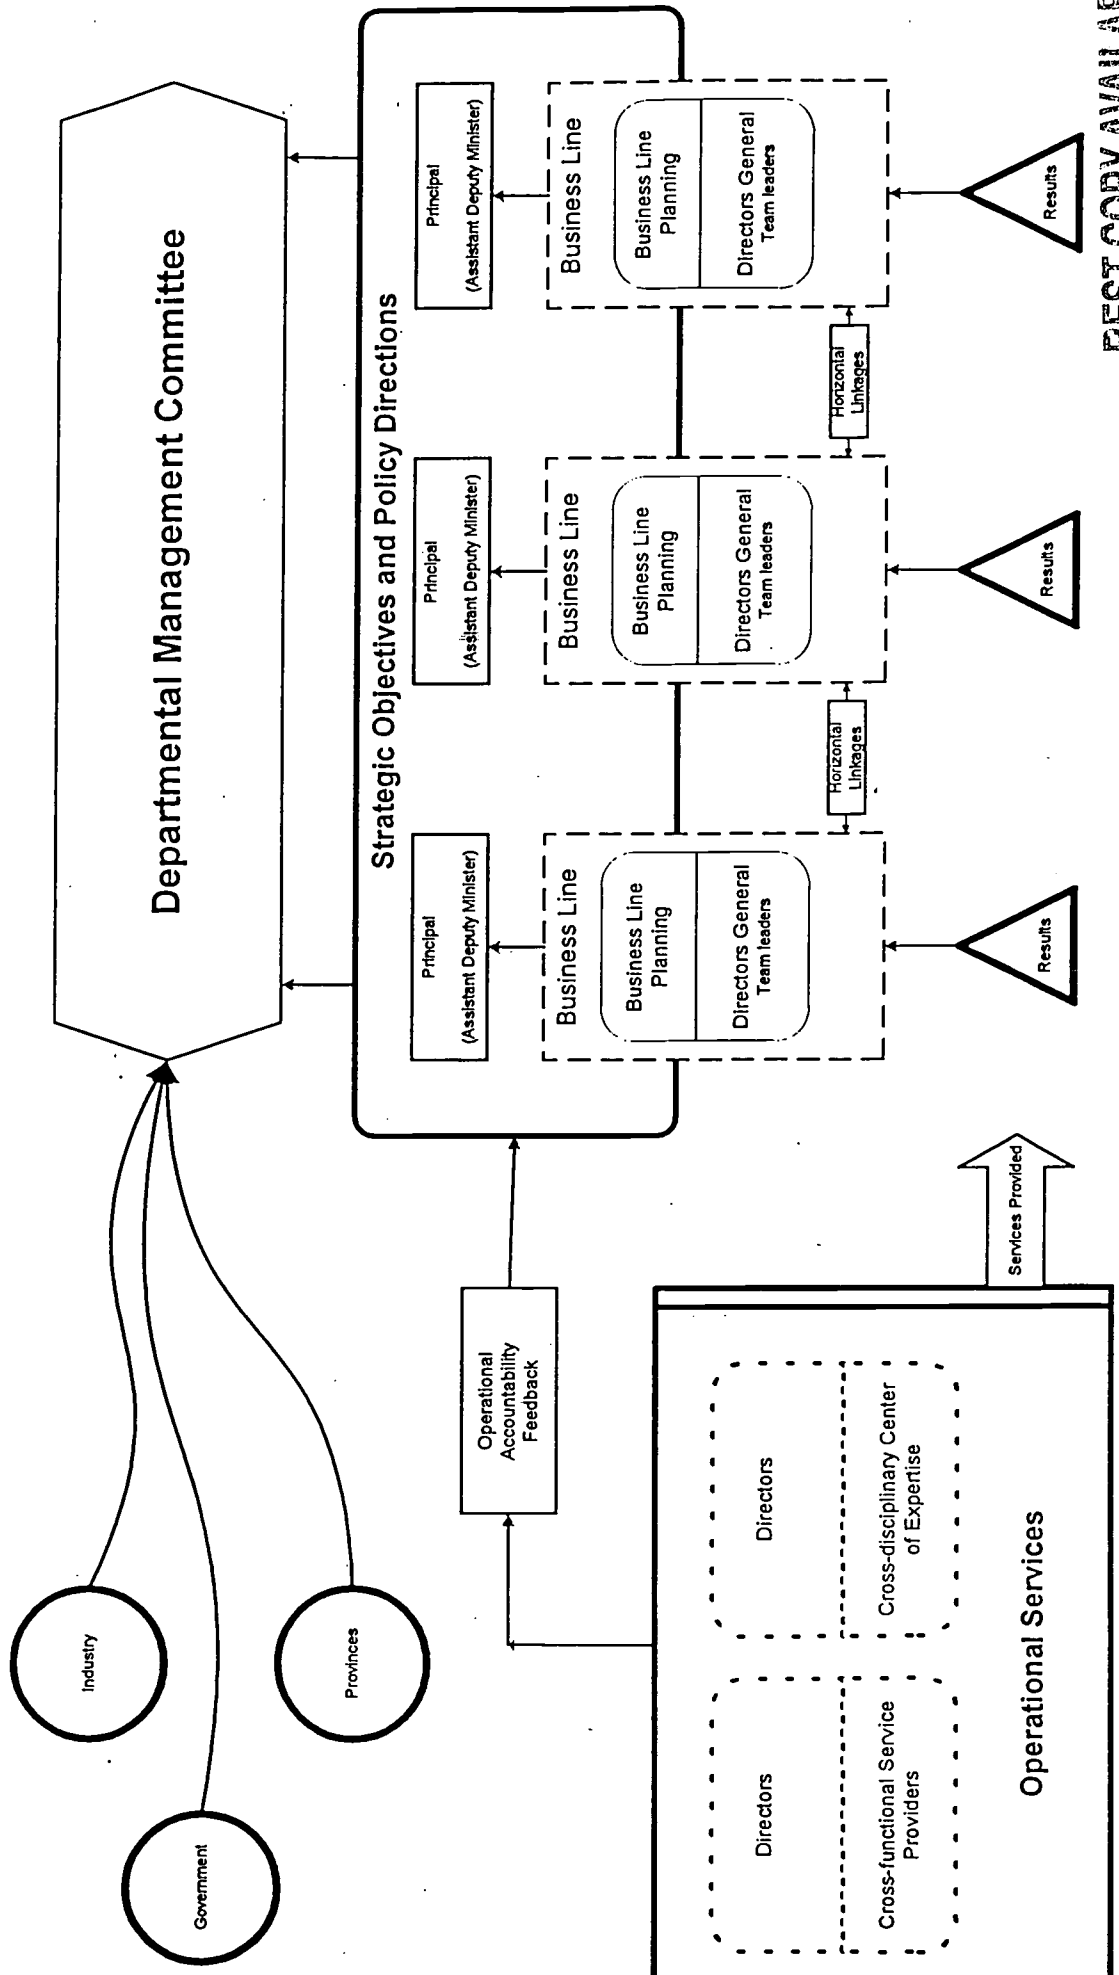 Departmental Management Committee
Industry
Government
Provinces
Strategic Objectives and Policy Directions
Principal
(Assistant Deputy Minister)
Principal
(Assistant Deputy Minister)
Principal
(Assistant Deputy Minister)
Business Line
Business Line
Planning
Directors General
Team leaders
Business Line
Business Line
Planning
Directors General
Team leaders
Business Line
Business Line
Planning
Directors General
Team leaders
Horizontal
Linkages
Horizontal
Linkages
Results
Results
Results
Operational
Accountability
Feedback
Services Provided
Directors
Cross-functional Service
Providers
Directors
Cross-disciplinary Center
of Expertise
Operational Services
BEST COPY